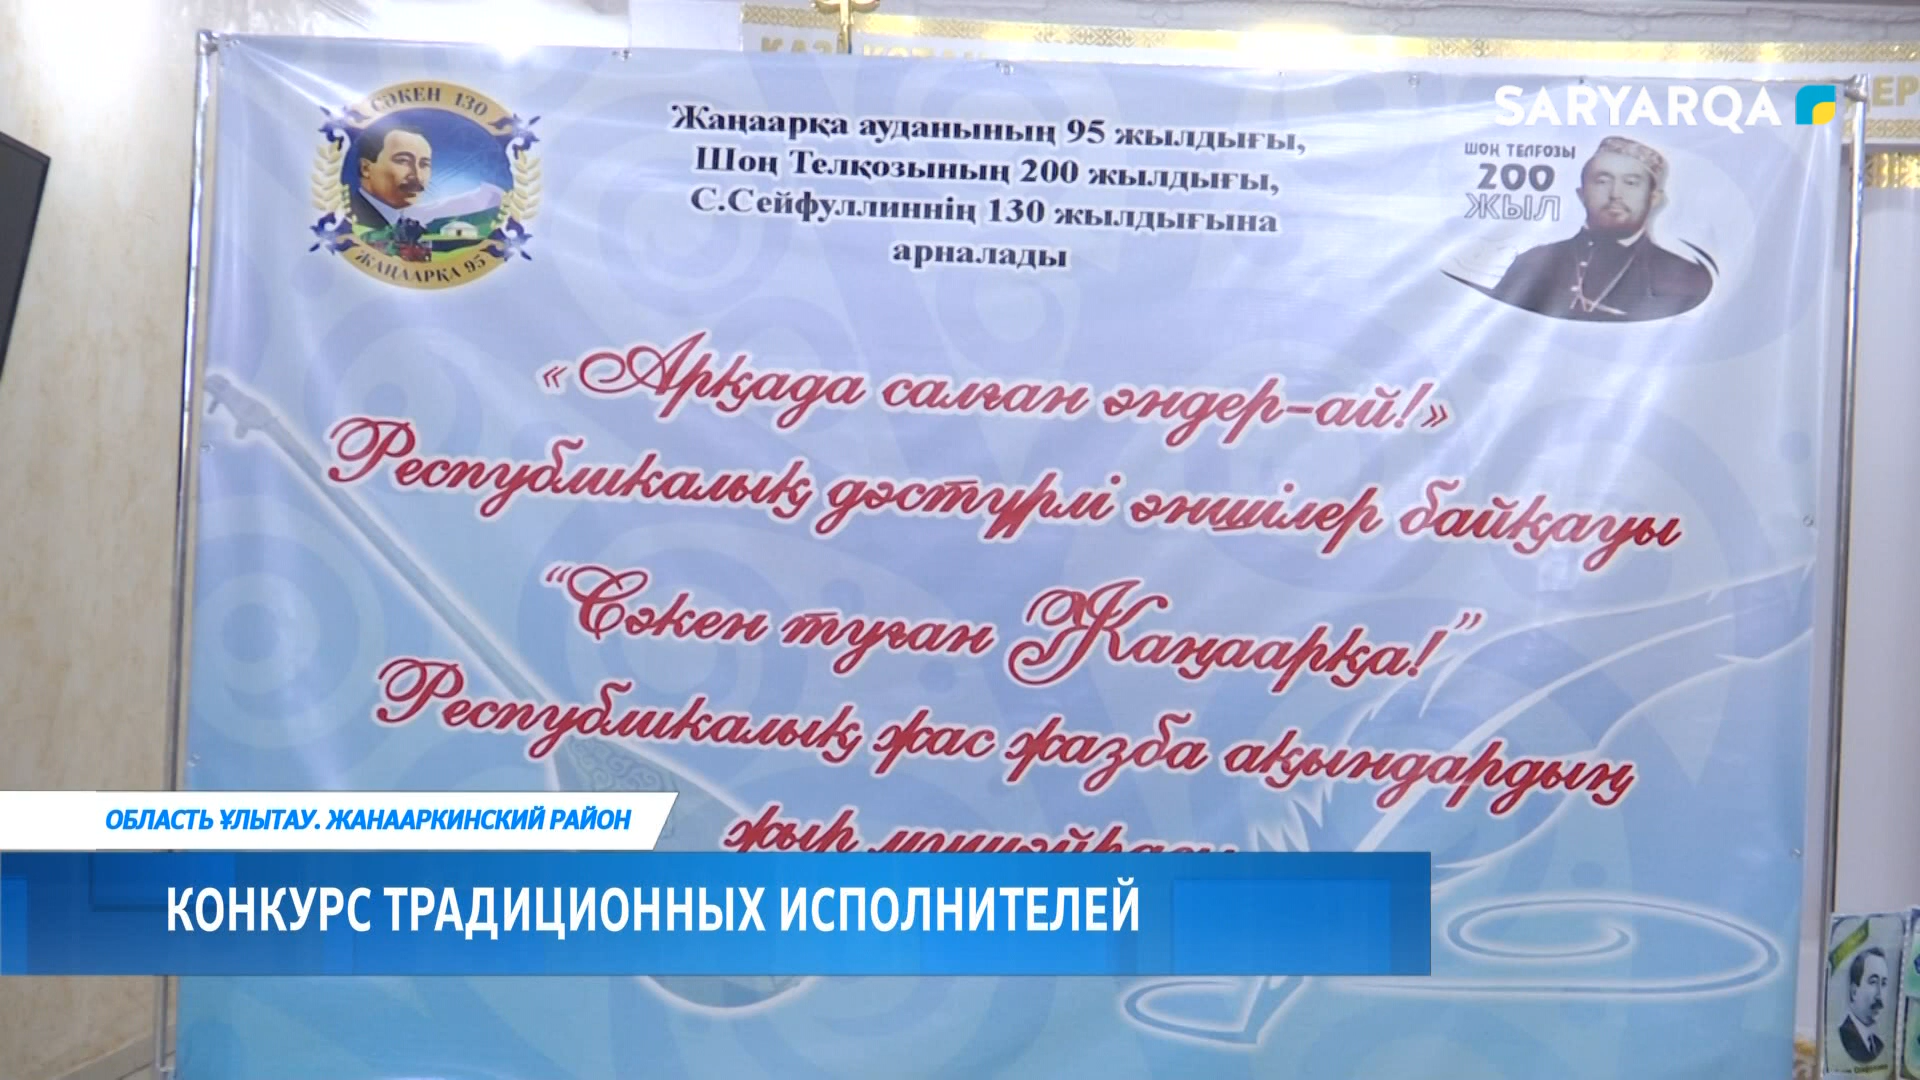 SARYARQA
СӘКЕН 130
ЖАҢААРҚА 95
Жаңаарқа ауданының 95 жылдығы,
Шоң Телқозының 200 жылдығы,
С.Сейфуллиннің 130 жылдығына
арналады
ШОҢ ТЕЛҒОЗЫ
200
ЖЫЛ
«Арқада салған әндер-ай!»
Республикалық дәстүрлі әншілер байқауы
“Сәкен туған Жаңаарқа!”
Республикалық жас жазба ақындардың
жыр мүшәйрасы
ОБЛАСТЬ ҰЛЫТАУ. ЖАНААРКИНСКИЙ РАЙОН
КОНКУРС ТРАДИЦИОННЫХ ИСПОЛНИТЕЛЕЙ